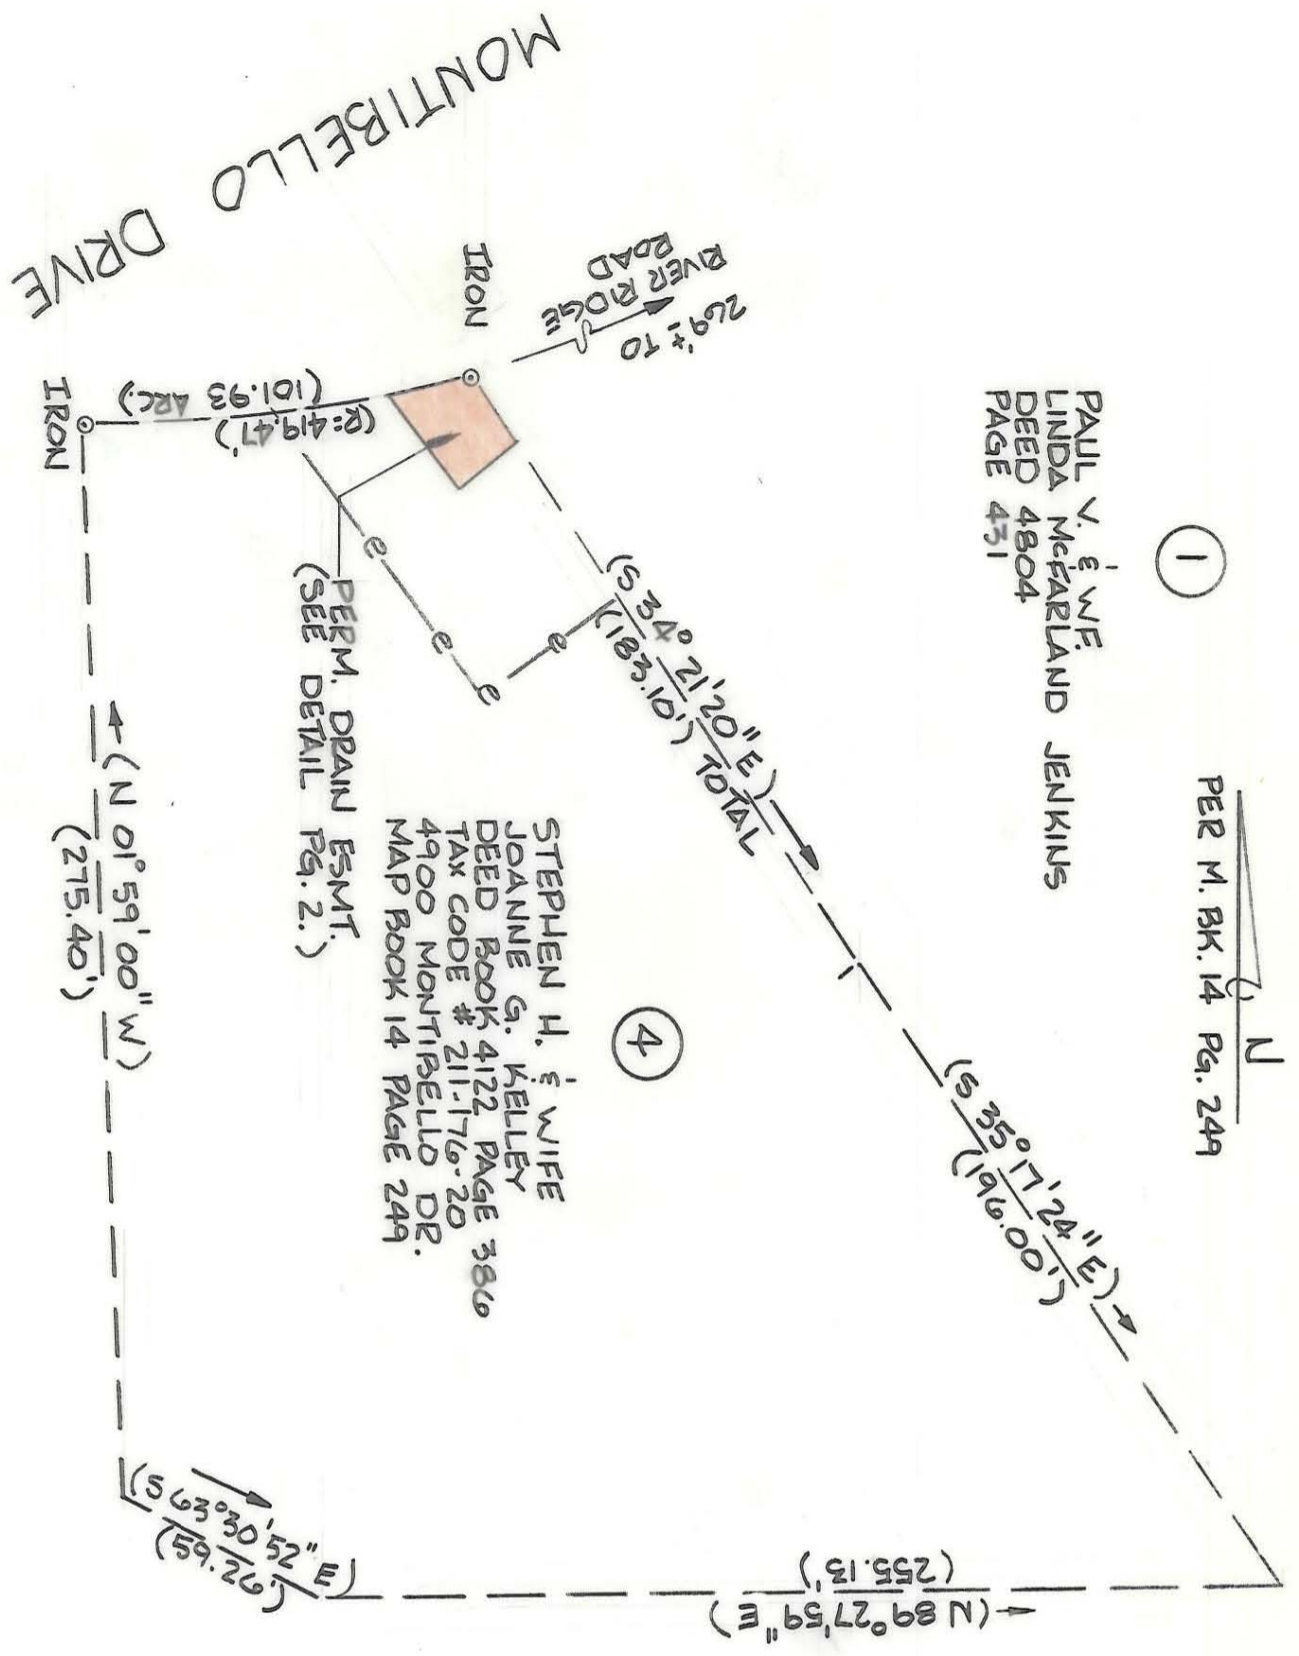 MONTIBELLO DRIVE
IRON
269'± TO
RIVER RIDGE
ROAD
PAUL V. & WF.
LINDA McFARLAND JENKINS
DEED 4804
PAGE 431
1
N
PER M. BK. 14 PG. 249
IRON
(R=419.47')
(101.93 ARC.)
PERM. DRAIN ESMT.
(SEE DETAIL PG. 2.)
e
e
e
e
(S 34° 21' 20" E)
(183.10') TOTAL
4
STEPHEN H. & WIFE
JOANNE G. KELLEY
DEED BOOK 4122 PAGE 386
TAX CODE # 211-176-20
4900 MONTIBELLO DR.
MAP BOOK 14 PAGE 249.
(S 35° 17' 24" E)
(196.00')
(N 01° 59' 00" W)
(275.40')
(S 63° 30' 52" E)
(59.26')
(N 89° 27' 59" E)
(255.13')